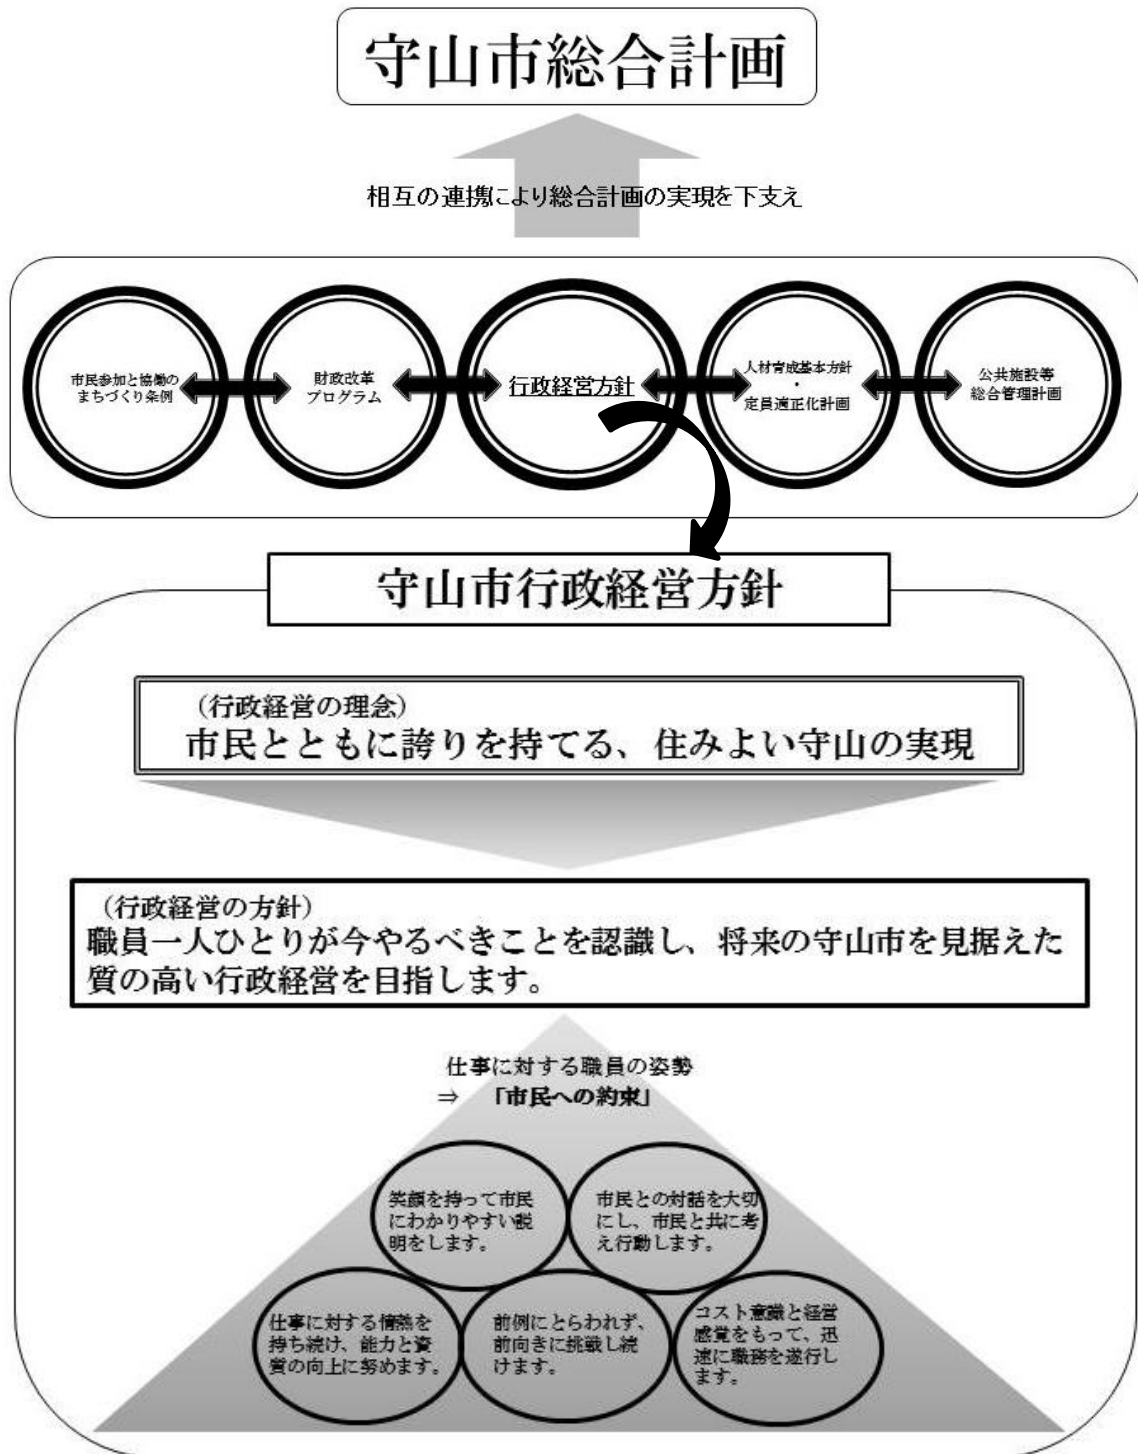 守山市総合計画
相互の連携により総合計画の実現を下支え
市民参加と協働の
まちづくり条例
財政改革
プログラム
行政経営方針
人材育成基本方針
・
定員適正化計画
公共施設等
総合管理計画
守山市行政経営方針
（行政経営の理念）
市民とともに誇りを持てる、住みよい守山の実現
（行政経営の方針）
職員一人ひとりが今やるべきことを認識し、将来の守山市を見据えた
質の高い行政経営を目指します。
仕事に対する職員の姿勢
⇒ 「市民への約束」
笑顔を持って市民
にわかりやすい説
明をします。
市民との対話を大切
にし、市民と共に考
え行動します。
仕事に対する情熱を
持ち続け、能力と資
質の向上に努めます。
前例にとらわれず、
前向きに挑戦し続
けます。
コスト意識と経営
感覚をもって、迅
速に職務を遂行し
ます。